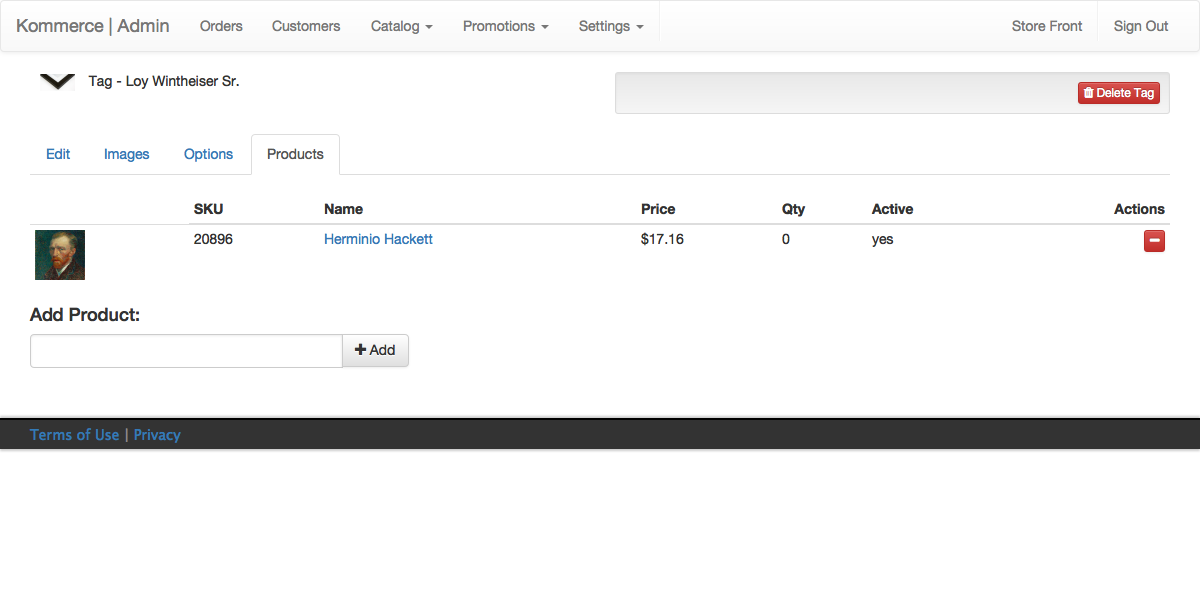 Kommerce | Admin Orders Customers Catalog Promotions Settings Store Front Sign Out
Tag - Loy Wintheiser Sr.
Delete Tag
Edit Images Options Products
SKU Name Price Qty Active Actions
20896 Herminio Hackett $17.16 0 yes
Add Product:
Add
Terms of Use | Privacy